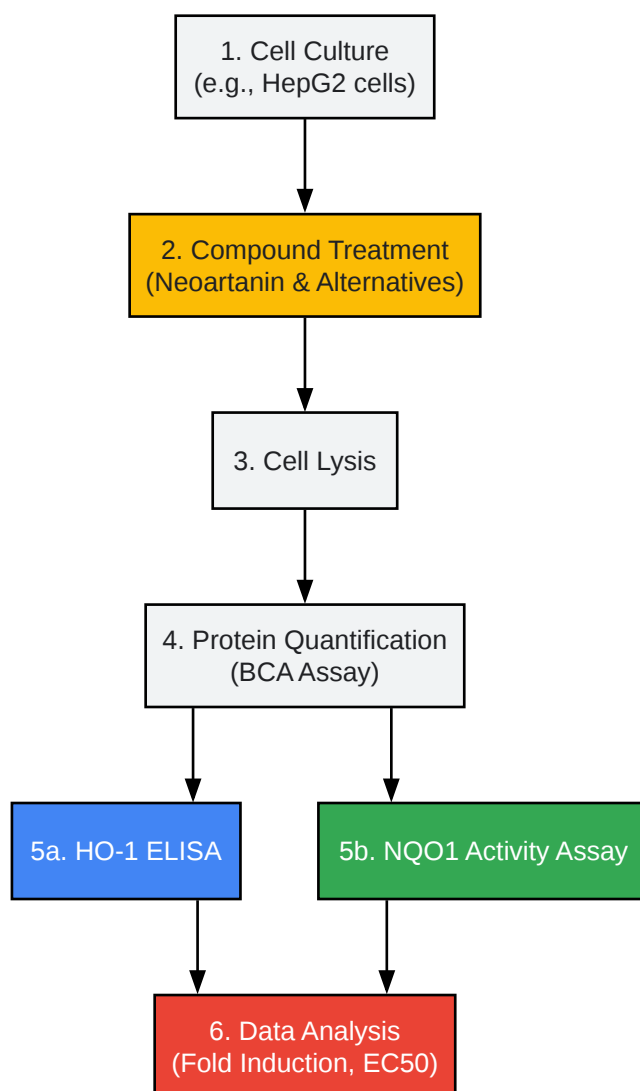 1. Cell Culture
(e.g., HepG2 cells)
2. Compound Treatment
(Neoartanin & Alternatives)
3. Cell Lysis
4. Protein Quantification
(BCA Assay)
5a. HO-1 ELISA
5b. NQO1 Activity Assay
6. Data Analysis
(Fold Induction, EC50)